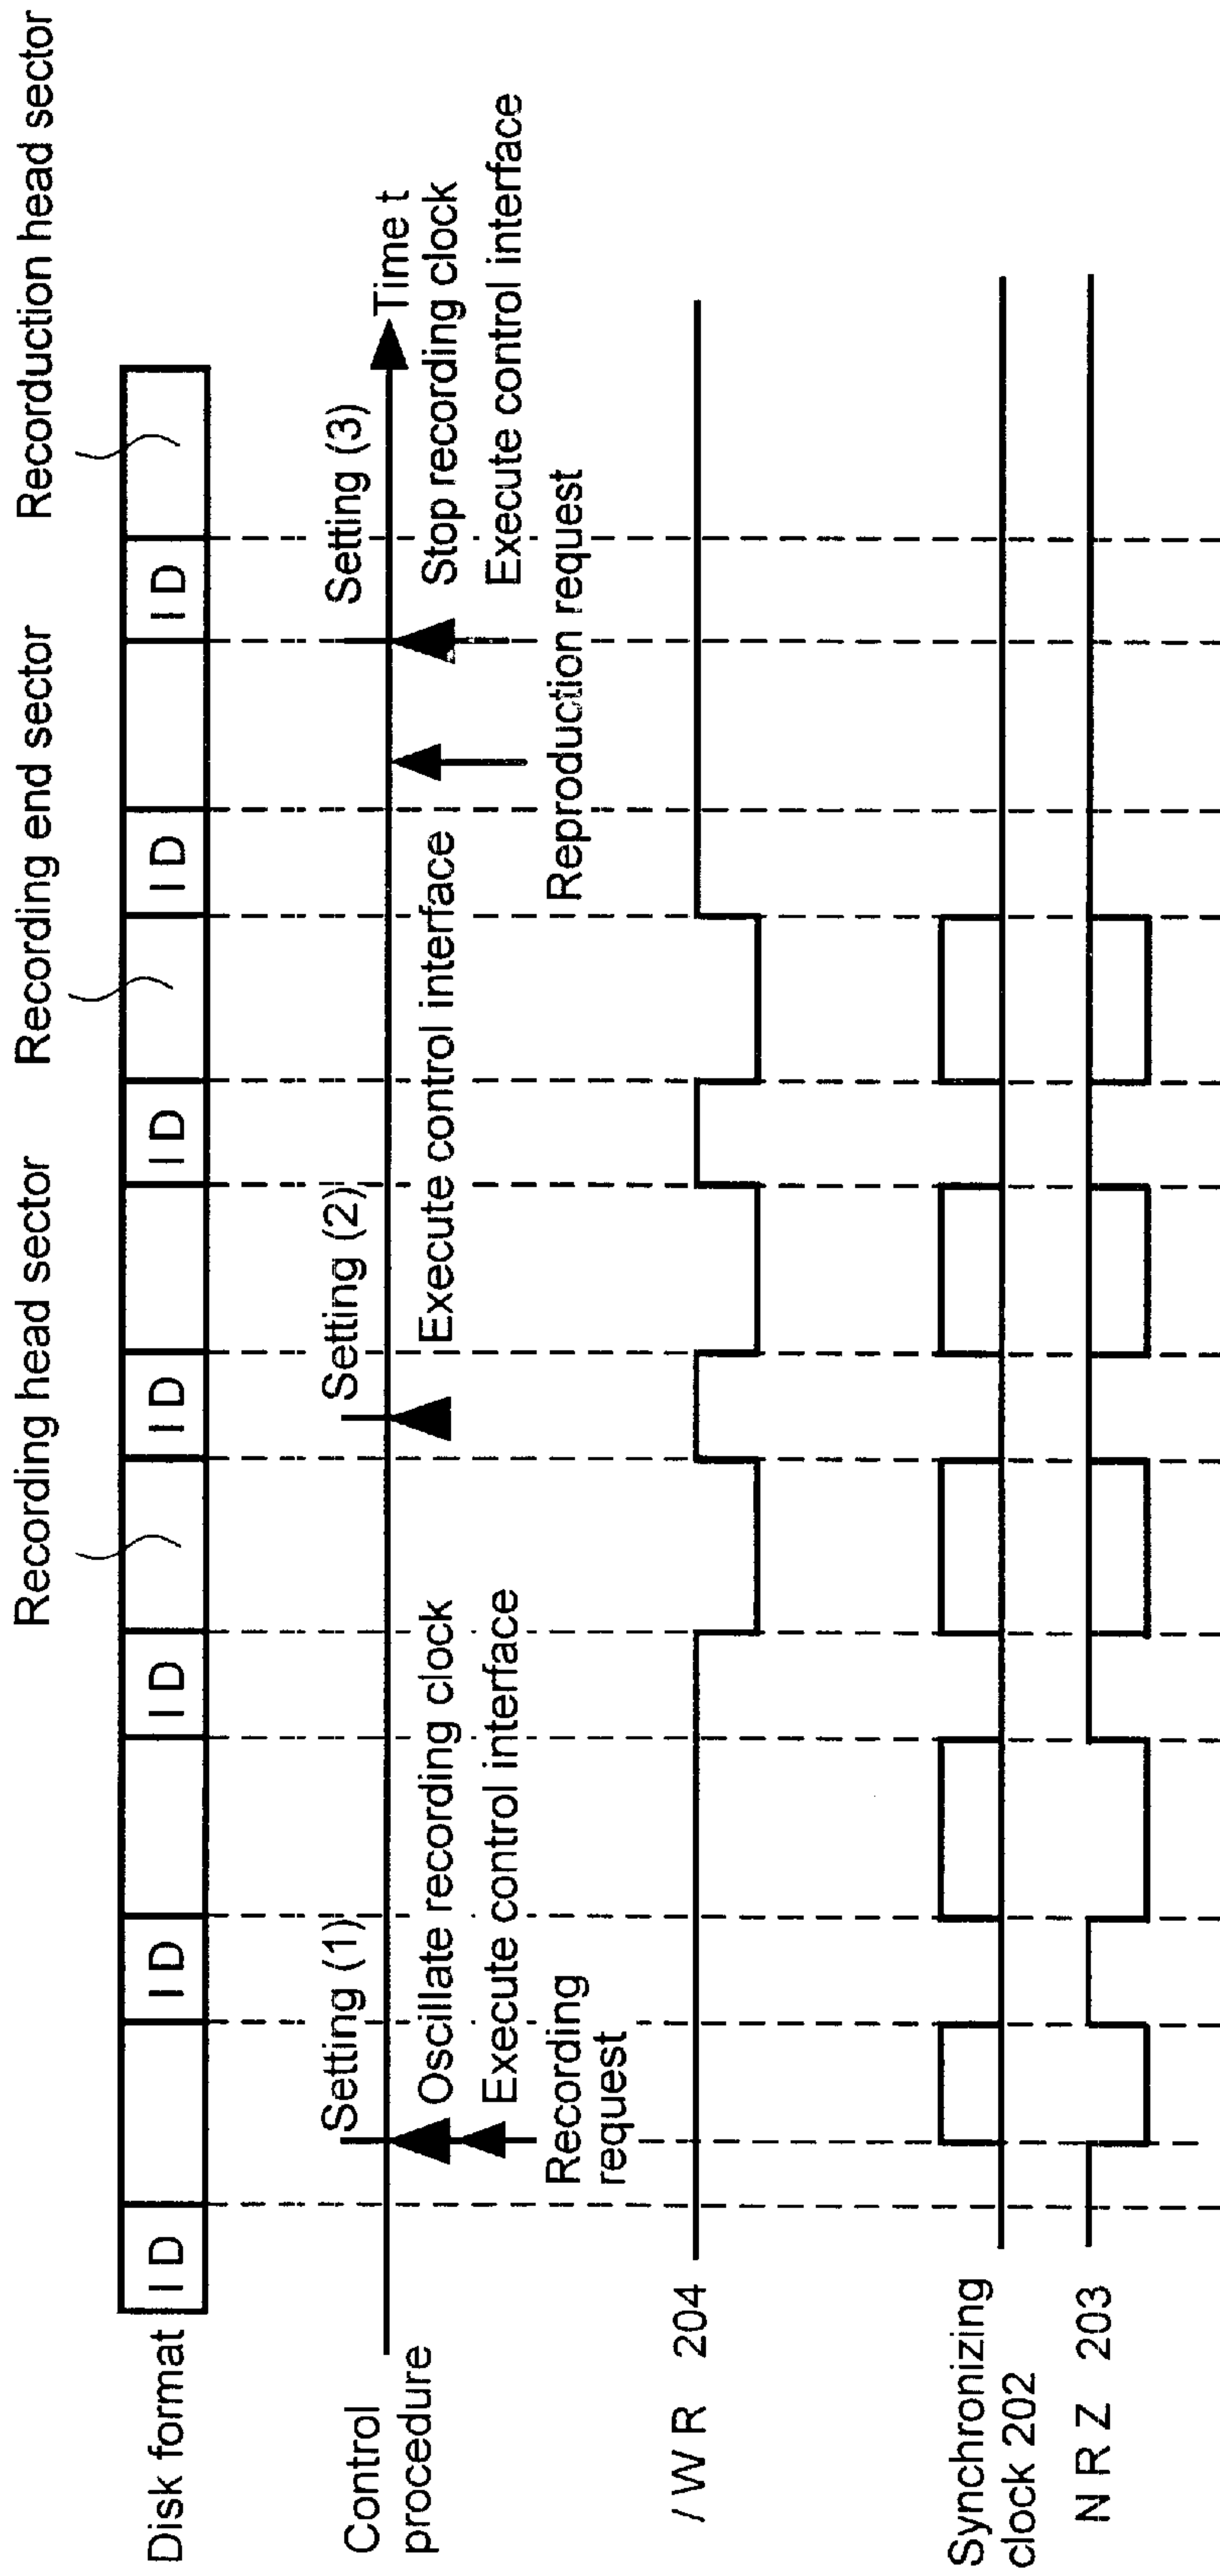 Recording head sector
Recording end sector
Recorduction head sector
Disk format
ID
ID
ID
ID
ID
ID
ID
Control
procedure
Setting (1)
Setting (2)
Setting (3)
Time t
Oscillate recording clock
Execute control interface
Execute control interface
Stop recording clock
Execute control interface
Recording
request
Reproduction request
/WR 204
Synchronizing
clock 202
NRZ 203